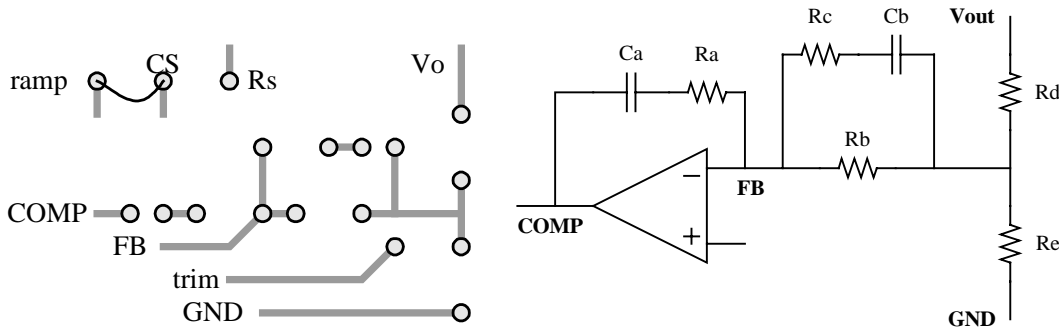 ramp
CS
Rs
Vo
COMP
FB
trim
GND
Vout
Rc
Cb
Ca
Ra
Rd
Rb
−
FB
COMP
+
Re
GND